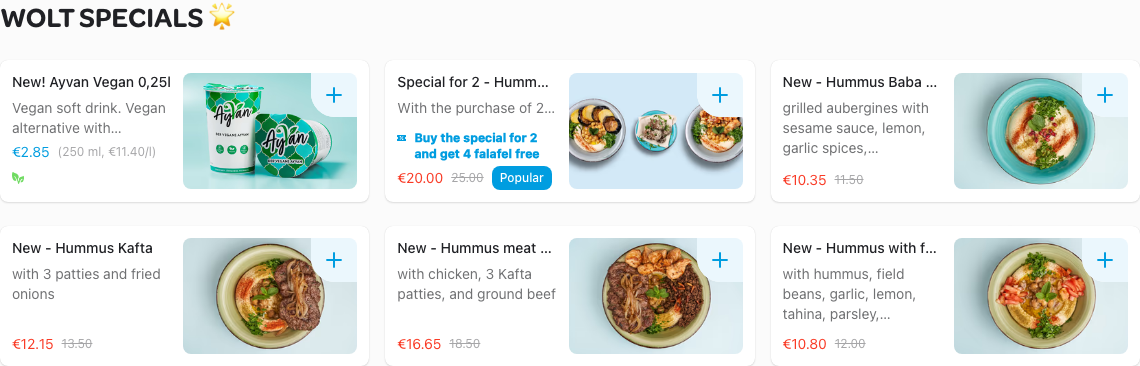 WOLT SPECIALS 🌟
New! Ayvan Vegan 0,25l
Vegan soft drink. Vegan
alternative with...
€2.85 (250 ml, €11.40/l)
Ayvan
Ayvan
Special for 2 - Humm...
With the purchase of 2...
Buy the special for 2
and get 4 falafel free
€20.00 25.00 Popular
New - Hummus Baba ...
grilled aubergines with
sesame sauce, lemon,
garlic spices,...
€10.35 11.50
New - Hummus Kafta
with 3 patties and fried
onions
€12.15 13.50
New - Hummus meat ...
with chicken, 3 Kafta
patties, and ground beef
€16.65 18.50
New - Hummus with f...
with hummus, field
beans, garlic, lemon,
tahina, parsley,...
€10.80 12.00